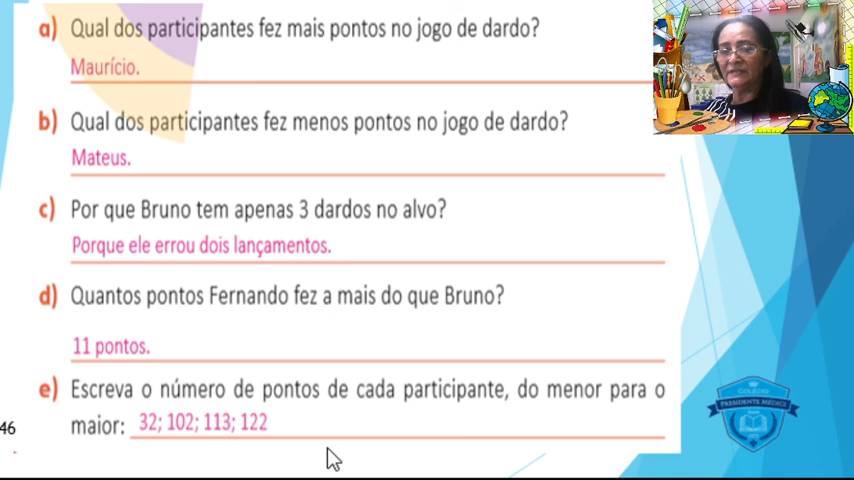 a) Qual dos participantes fez mais pontos no jogo de dardo?
Maurício.
b) Qual dos participantes fez menos pontos no jogo de dardo?
Mateus.
c) Por que Bruno tem apenas 3 dardos no alvo?
Porque ele errou dois lançamentos.
d) Quantos pontos Fernando fez a mais do que Bruno?
11 pontos.
e) Escreva o número de pontos de cada participante, do menor para o
maior: 32; 102; 113; 122
46
COLÉGIO
PRESIDENTE MÉDICI